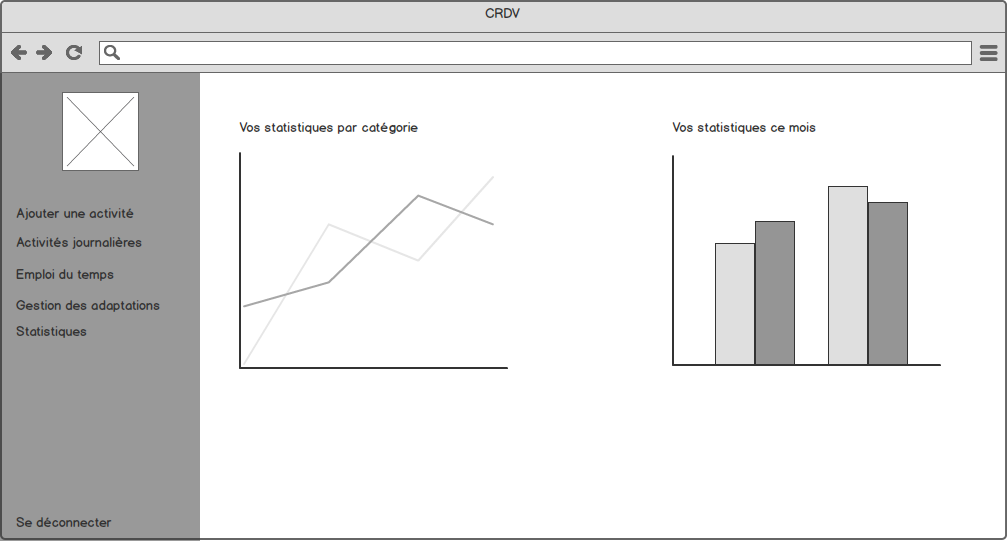 CRDV
Ajouter une activité
Activités journalières
Emploi du temps
Gestion des adaptations
Statistiques
Se déconnecter
Vos statistiques par catégorie
Vos statistiques ce mois